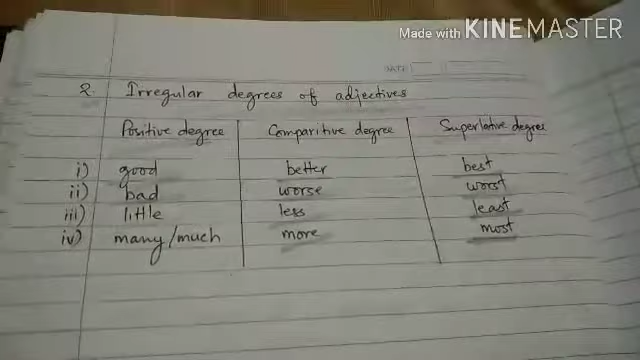 Made with KINEMASTER
DATE
2. Irregular degrees of adjectives
Positive degree Comparitive degree Superlative degree
i) good better best
ii) bad worse worst
iii) little less least
iv) many/much more most